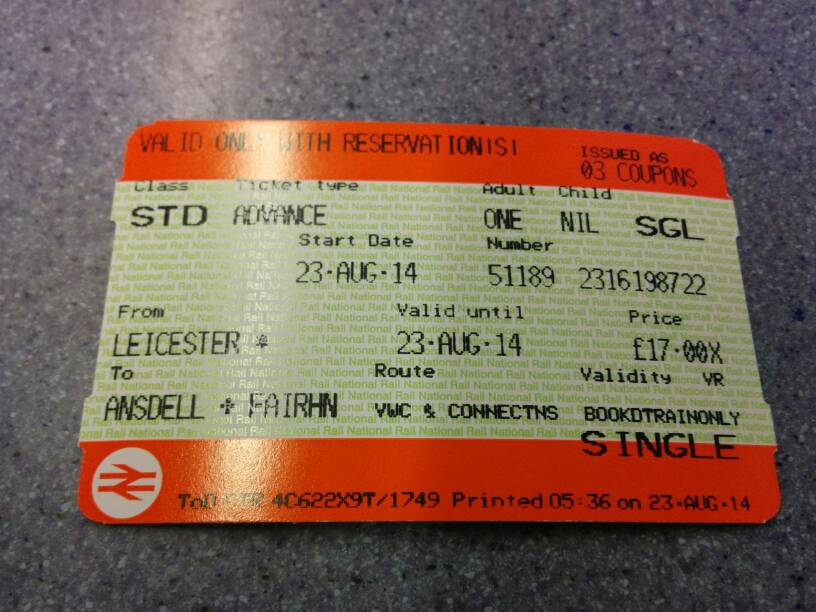 VALID ONLY WITH RESERVATION(S)
ISSUED AS
03 COUPONS
Class Ticket type Adult Child
STD ADVANCE ONE NIL SGL
Start Date Number
23·AUG·14 51189 2316198722
From Valid until Price
LEICESTER * 23·AUG·14 £17·00X
To Route Validity VR
ANSDELL + FAIRHN VWC & CONNECTNS BOOKDTRAINONLY
SINGLE
ToD CTR 4C622X9T/1749 Printed 05:36 on 23·AUG·14